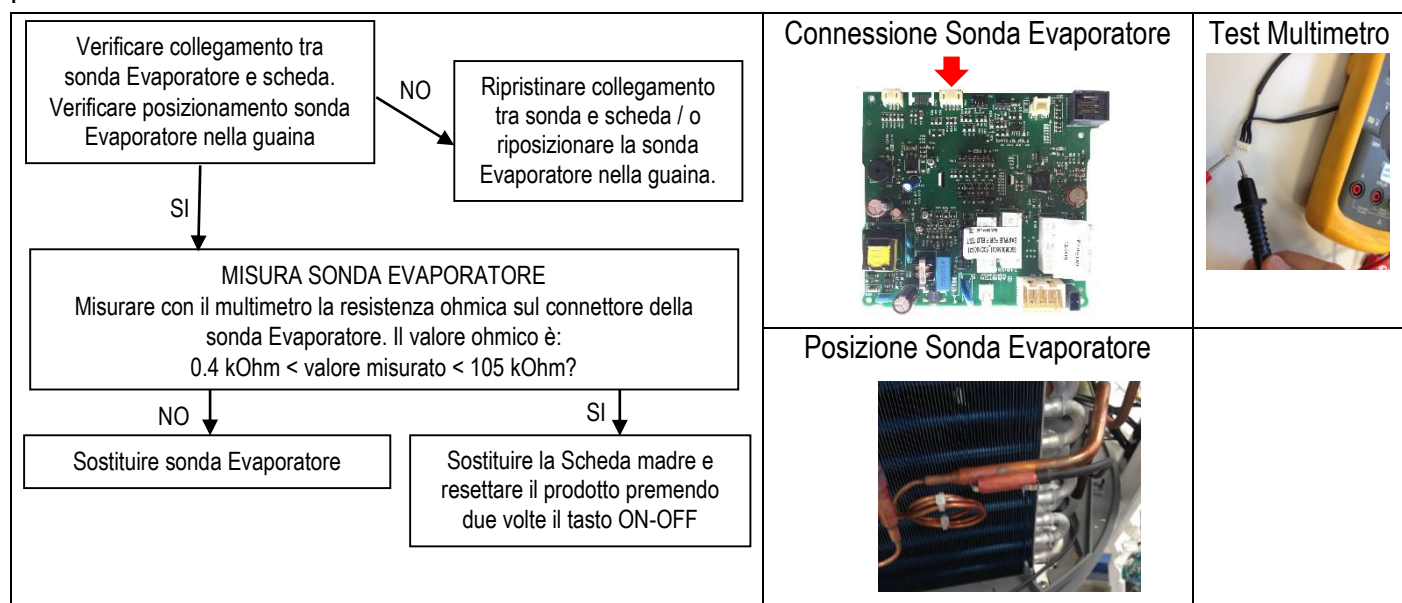 Verificare collegamento tra
sonda Evaporatore e scheda.
Verificare posizionamento sonda
Evaporatore nella guaina
NO
Ripristinare collegamento
tra sonda e scheda / o
riposizionare la sonda
Evaporatore nella guaina.
SI
MISURA SONDA EVAPORATORE
Misurare con il multimetro la resistenza ohmica sul connettore della
sonda Evaporatore. Il valore ohmico è:
0.4 kOhm < valore misurato < 105 kOhm?
NO
SI
Sostituire sonda Evaporatore
Sostituire la Scheda madre e
resettare il prodotto premendo
due volte il tasto ON-OFF
Connessione Sonda Evaporatore
Test Multimetro
Posizione Sonda Evaporatore